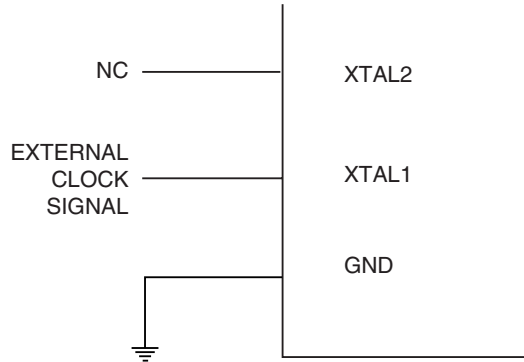 NC
XTAL2
EXTERNAL
CLOCK
SIGNAL
XTAL1
GND